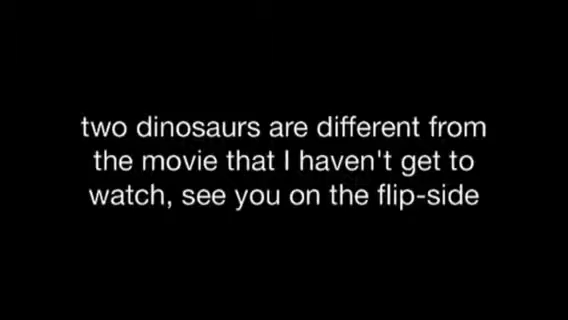 two dinosaurs are different from
the movie that I haven't get to
watch, see you on the flip-side